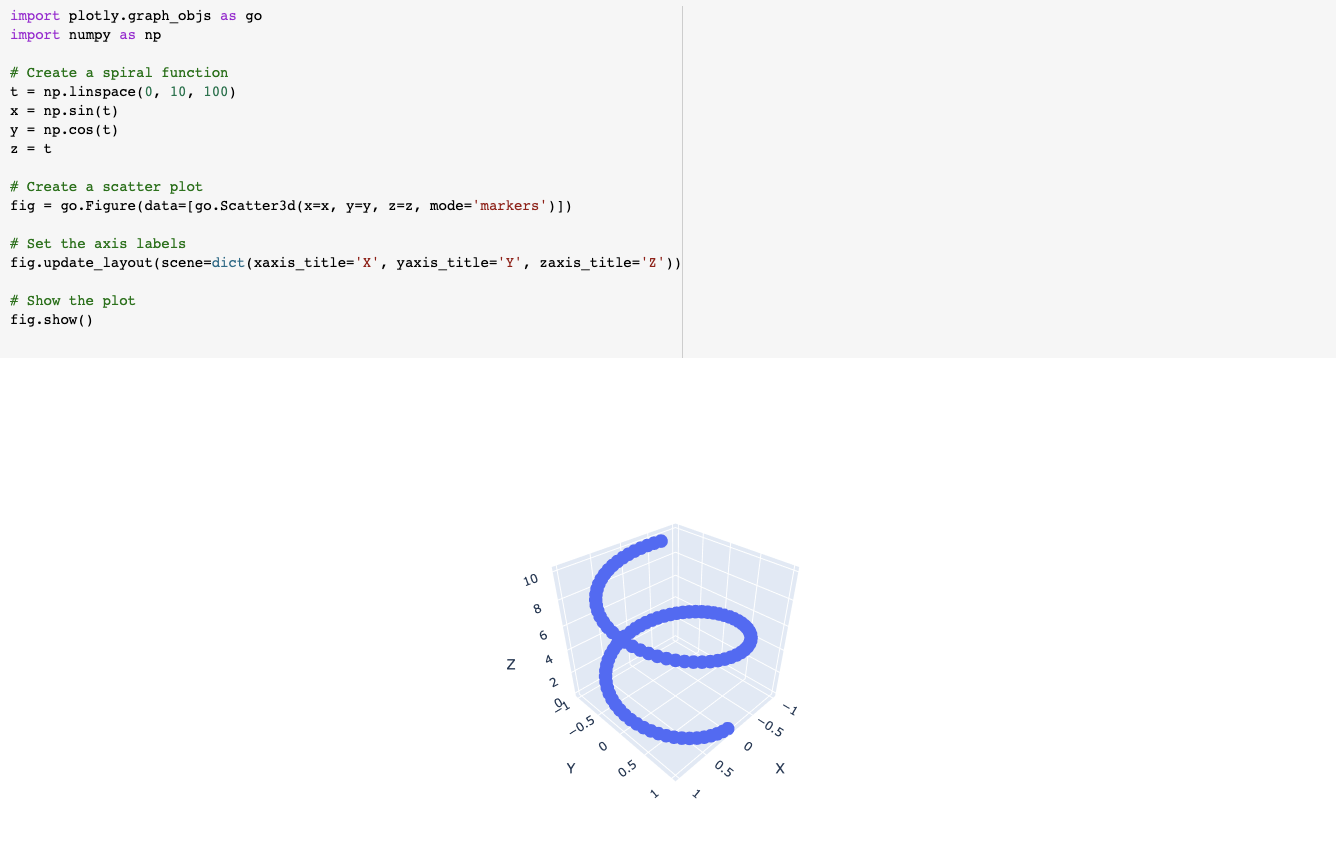 import plotly.graph_objs as go
import numpy as np
# Create a spiral function
t = np.linspace(0, 10, 100)
x = np.sin(t)
y = np.cos(t)
z = t
# Create a scatter plot
fig = go.Figure(data=[go.Scatter3d(x=x, y=y, z=z, mode='markers')])
# Set the axis labels
fig.update_layout(scene=dict(xaxis_title='X', yaxis_title='Y', zaxis_title='Z'))
# Show the plot
fig.show()
10
8
6
4
2
0
Z
−1
−0.5
0
0.5
1
Y
−1
−0.5
0
0.5
1
X